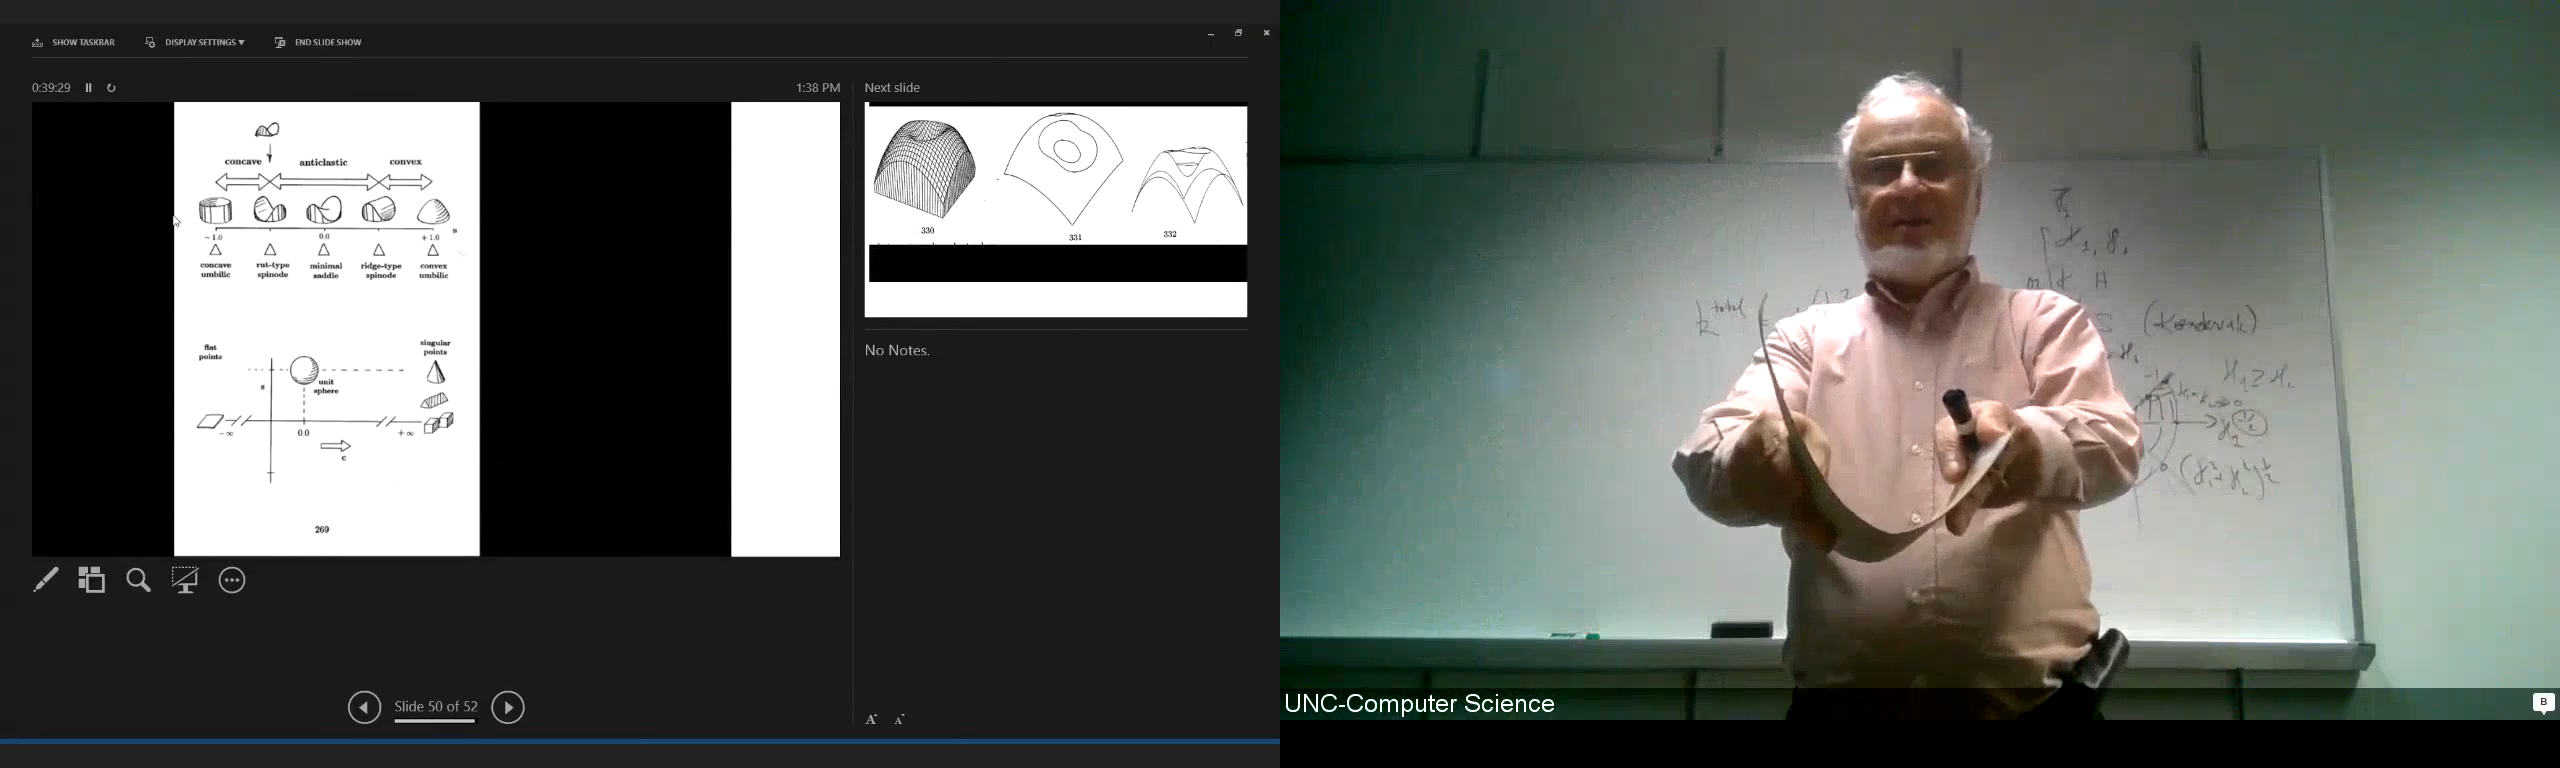 SHOW TASKBAR DISPLAY SETTINGS ▾ END SLIDE SHOW
0:39:29 1:38 PM
Next slide
concave anticlastic convex
s
-1.0 0.0 +1.0
concave umbilic
rut-type spinode
minimal saddle
ridge-type spinode
convex umbilic
flat points
singular points
s
unit sphere
-∞ 0.0 +∞
c
269
330 331 332
No Notes.
Slide 50 of 52
A A
k total
H
UNC-Computer Science
B